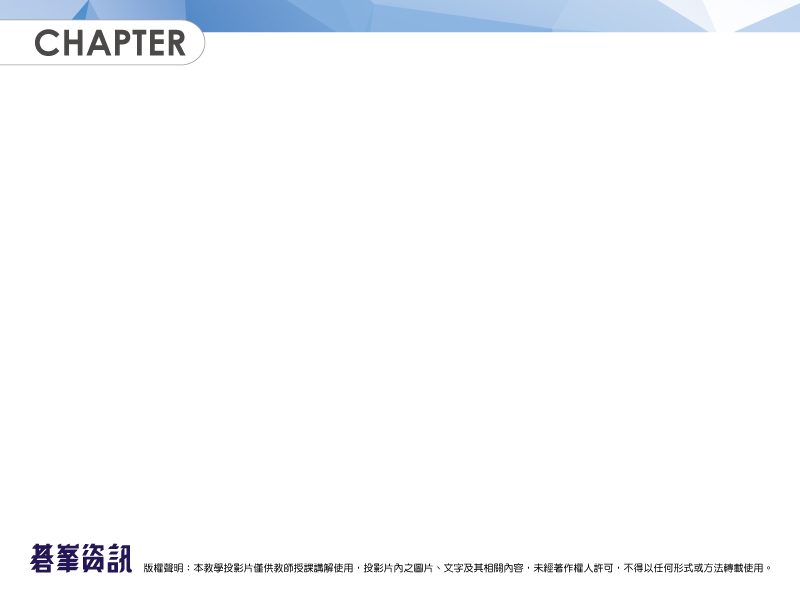 CHAPTER
碁峯資訊 版權聲明：本教學投影片僅供教師授課講解使用，投影片內之圖片、文字及其相關內容，未經著作權人許可，不得以任何形式或方法轉載使用。